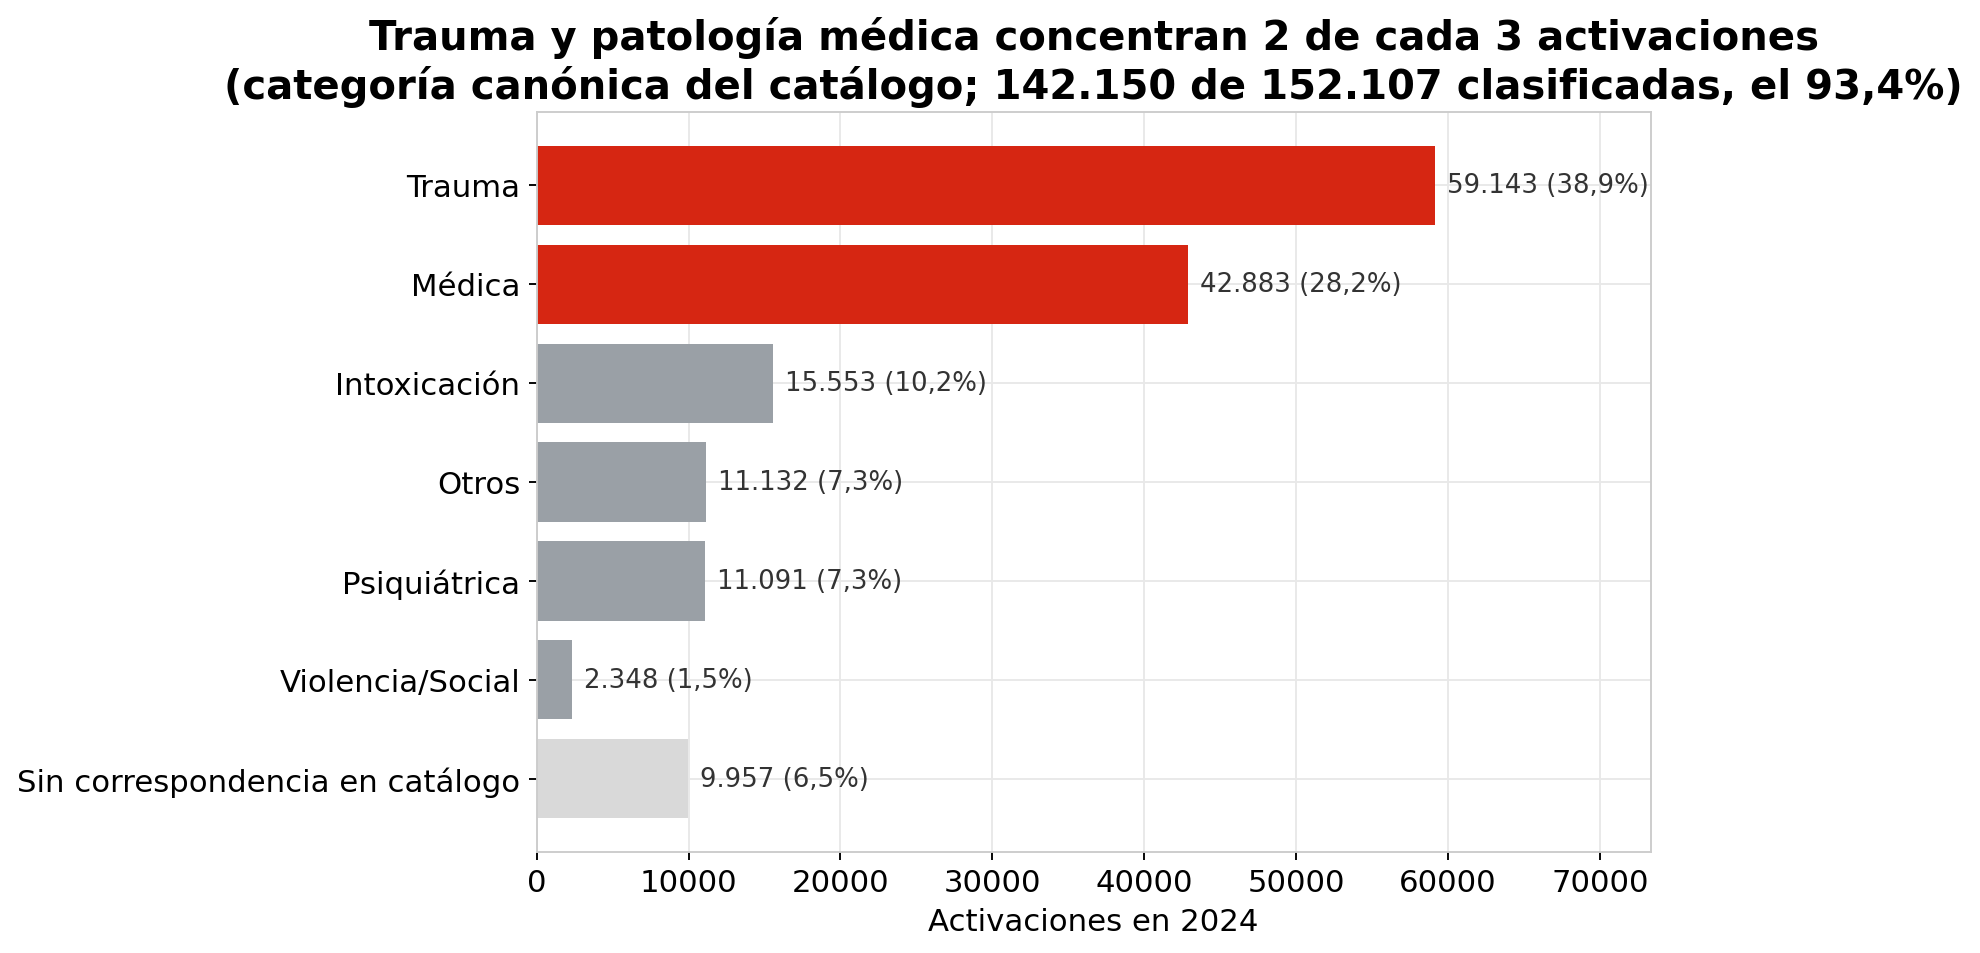 Trauma y patología médica concentran 2 de cada 3 activaciones
(categoría canónica del catálogo; 142.150 de 152.107 clasificadas, el 93,4%)
Trauma 59.143 (38,9%)
Médica 42.883 (28,2%)
Intoxicación 15.553 (10,2%)
Otros 11.132 (7,3%)
Psiquiátrica 11.091 (7,3%)
Violencia/Social 2.348 (1,5%)
Sin correspondencia en catálogo 9.957 (6,5%)
0 10000 20000 30000 40000 50000 60000 70000
Activaciones en 2024